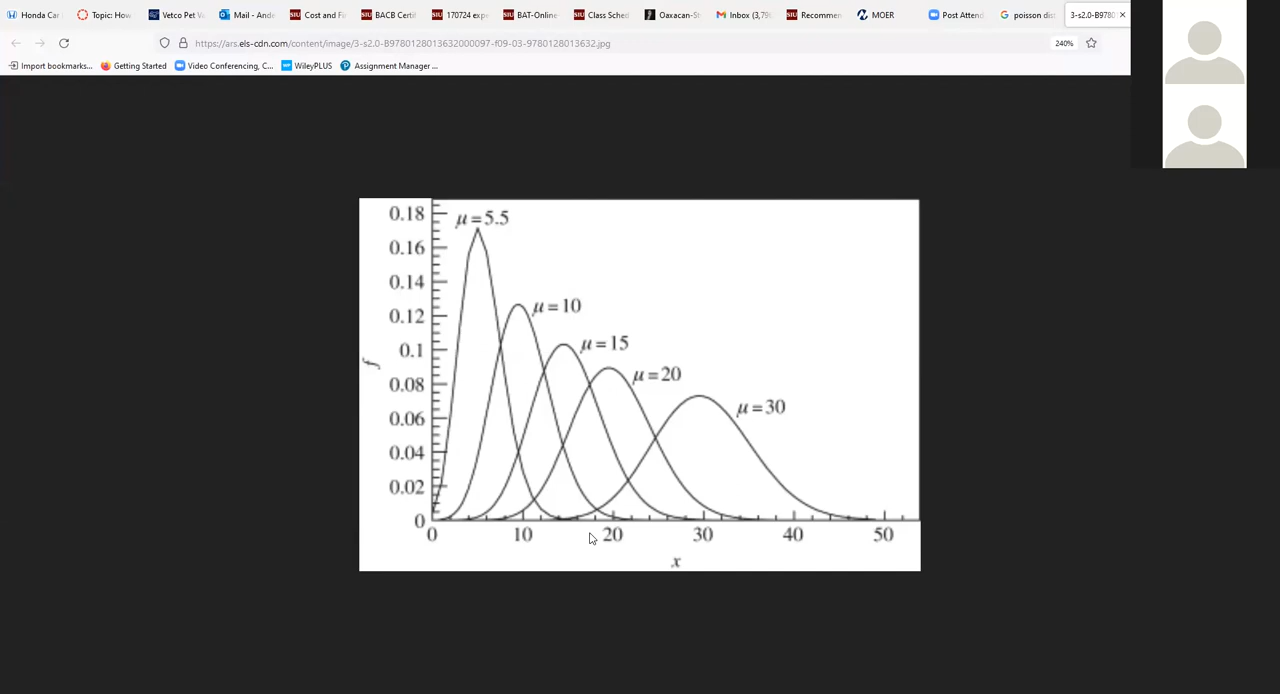 Honda Car Topic: How Vetco Pet V Mail - Ande Cost and Fi BACB Certi 170724 expe BAT-Online- Class Sched Oaxacan-St Inbox (3,79 Recommen MOER Post Attend poisson dis 3-s2.0-B9780
https://ars.els-cdn.com/content/image/3-s2.0-B9780128013632000097-f09-03-9780128013632.jpg 240%
Import bookmarks... Getting Started Video Conferencing, C... WileyPLUS Assignment Manager ...
0.18
μ=5.5
0.16
0.14
0.12
μ=10
0.1
μ=15
0.08
μ=20
0.06
μ=30
0.04
0.02
0
f
0 10 20 30 40 50
x